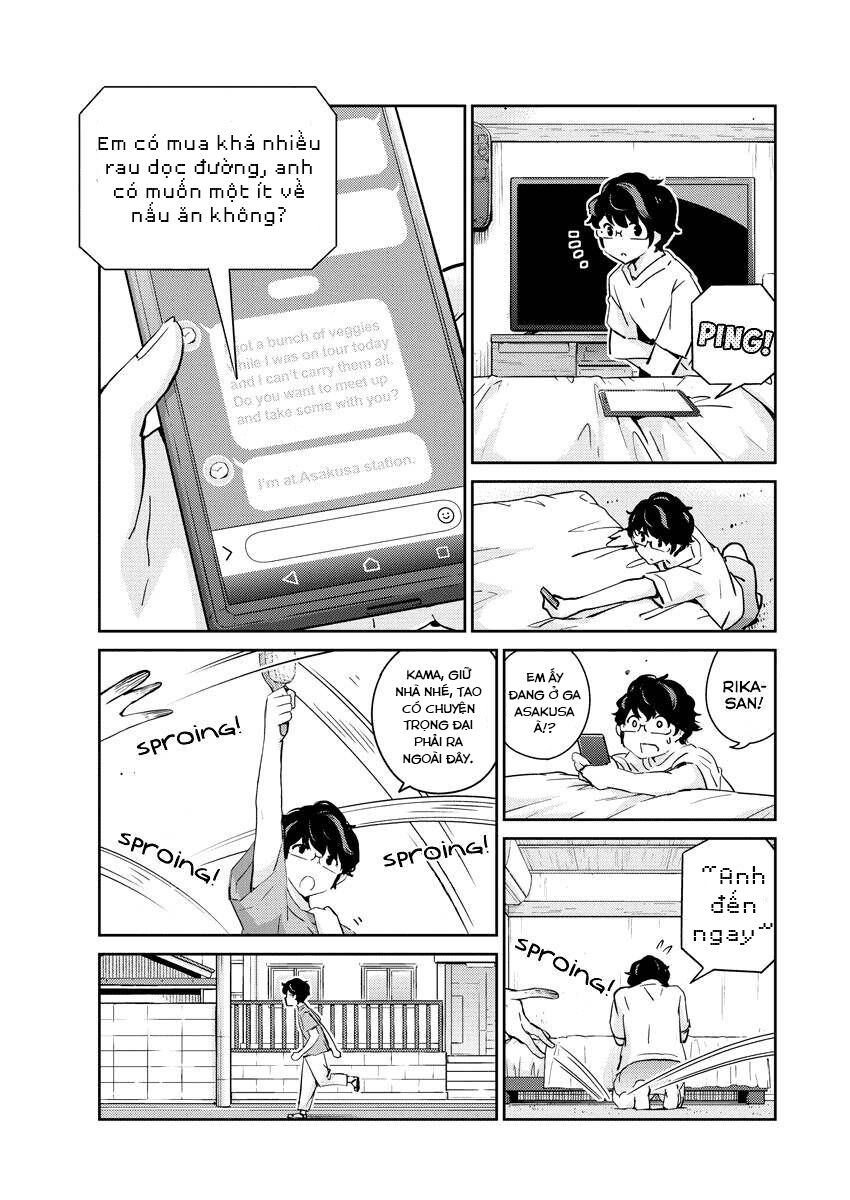 PING!
Em có mua khá nhiều
rau dọc đường, anh
có muốn một ít về
nấu ăn không?
got a bunch of veggies
while I was on tour today
and I can't carry them all.
Do you want to meet up
and take some with you?
I'm at Asakusa station.
RIKA-
SAN!
EM ẤY
ĐANG Ở GA
ASAKUSA
À!?
~Anh
đến
ngay~
sproing!
KAMA, GIỮ
NHÀ NHÉ, TAO
CÓ CHUYỆN
TRỌNG ĐẠI
PHẢI RA
NGOÀI ĐÂY.
sproing!
sproing!
sproing!